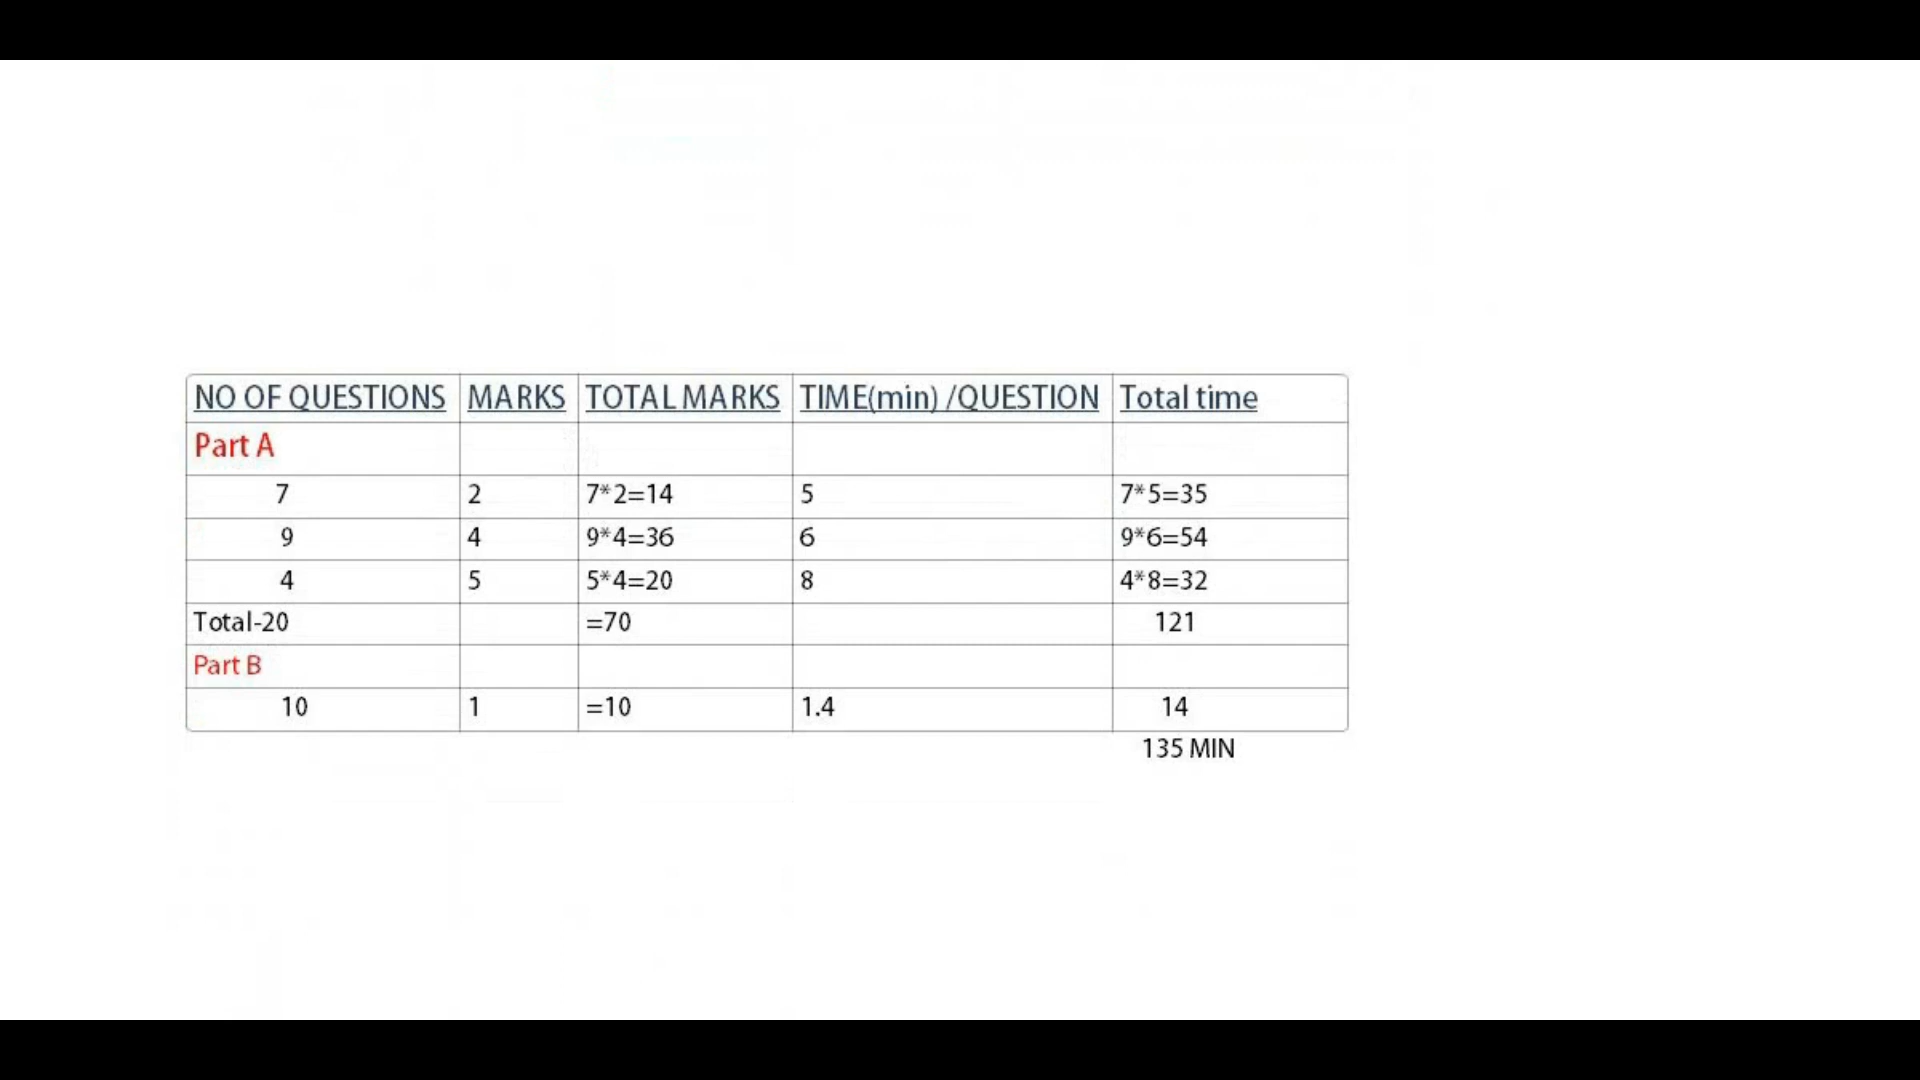 NO OF QUESTIONS MARKS TOTAL MARKS TIME(min) /QUESTION Total time
Part A
7 2 7*2=14 5 7*5=35
9 4 9*4=36 6 9*6=54
4 5 5*4=20 8 4*8=32
Total-20 =70 121
Part B
10 1 =10 1.4 14
135 MIN